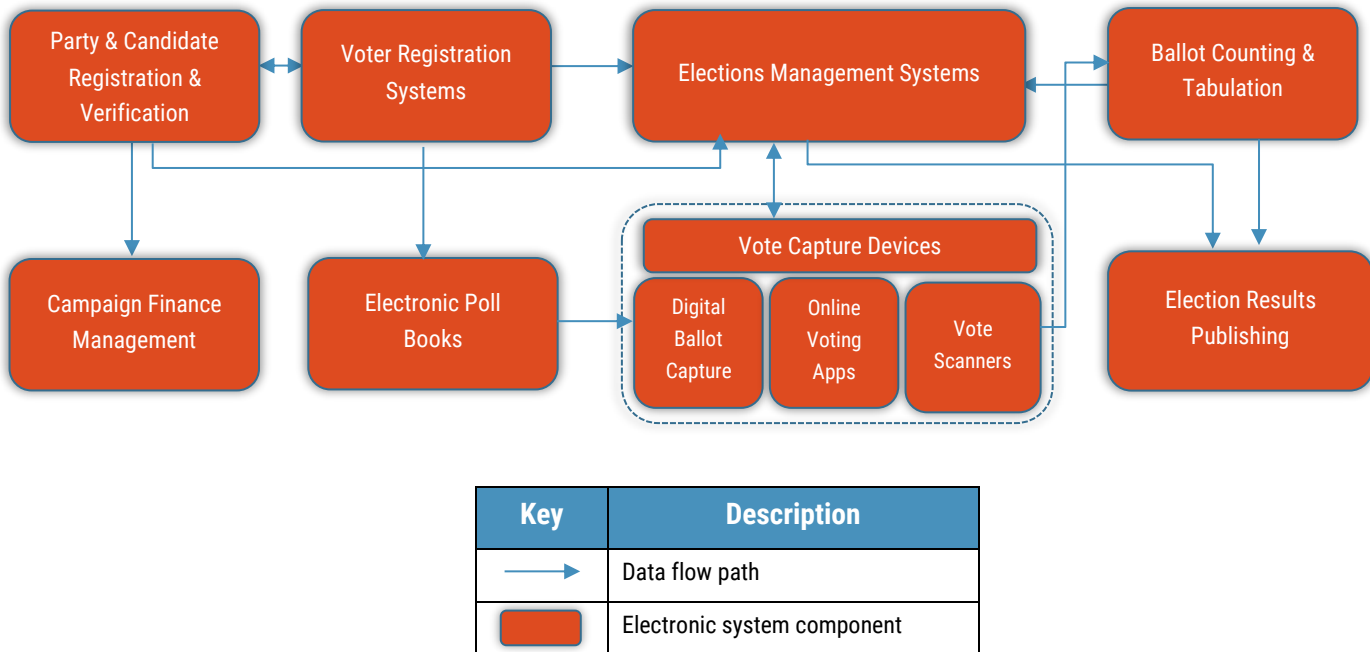 Party & Candidate
Registration &
Verification
Voter Registration
Systems
Elections Management Systems
Ballot Counting &
Tabulation
Campaign Finance
Management
Electronic Poll
Books
Vote Capture Devices
Digital
Ballot
Capture
Online
Voting
Apps
Vote
Scanners
Election Results
Publishing
Key Description
Data flow path
Electronic system component